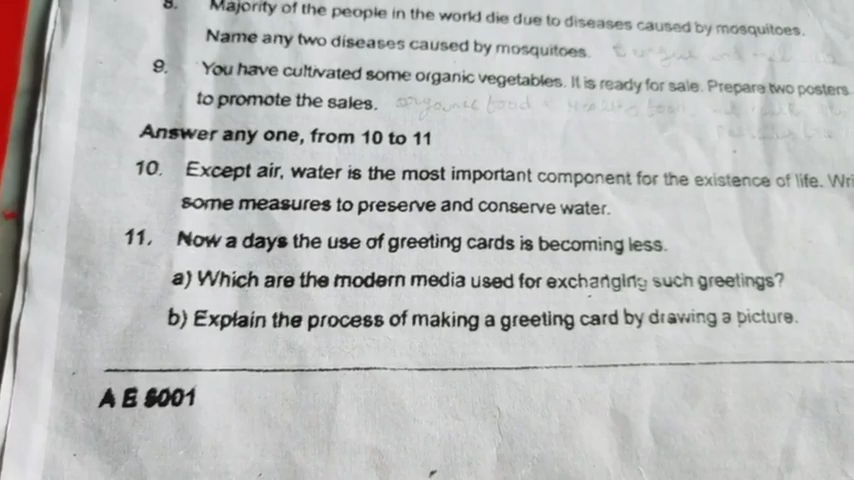 8. Majority of the people in the world die due to diseases caused by mosquitoes.
Name any two diseases caused by mosquitoes.
9. You have cultivated some organic vegetables. It is ready for sale. Prepare two posters
to promote the sales. food
Answer any one, from 10 to 11
10. Except air, water is the most important component for the existence of life. Wri
some measures to preserve and conserve water.
11. Now a days the use of greeting cards is becoming less.
a) Which are the modern media used for exchanging such greetings?
b) Explain the process of making a greeting card by drawing a picture.
A E 6001